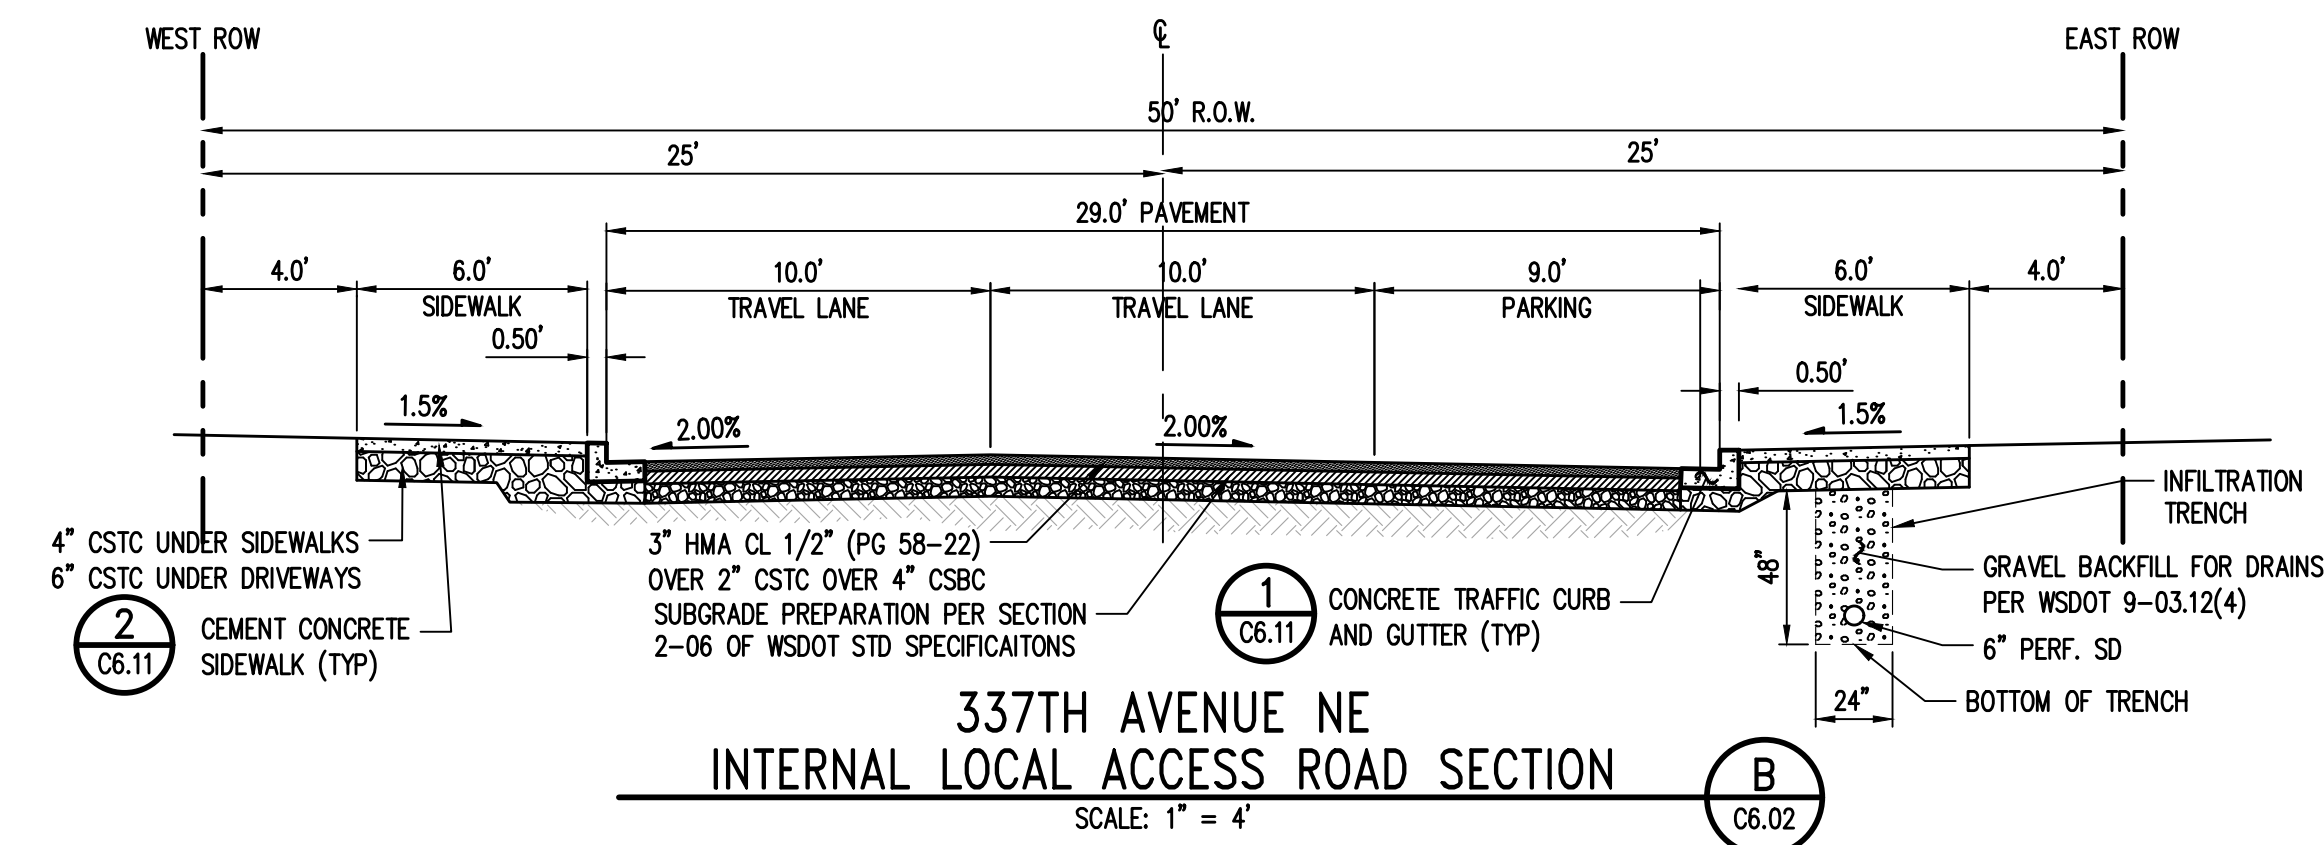 WEST ROW
℄
EAST ROW
50' R.O.W.
25'
25'
29.0' PAVEMENT
4.0'
6.0'
10.0'
10.0'
9.0'
6.0'
4.0'
SIDEWALK
TRAVEL LANE
TRAVEL LANE
PARKING
SIDEWALK
0.50'
0.50'
1.5%
2.00%
2.00%
1.5%
INFILTRATION
TRENCH
4" CSTC UNDER SIDEWALKS
6" CSTC UNDER DRIVEWAYS
3" HMA CL 1/2" (PG 58-22)
OVER 2" CSTC OVER 4" CSBC
SUBGRADE PREPARATION PER SECTION
2-06 OF WSDOT STD SPECIFICAITONS
48"
GRAVEL BACKFILL FOR DRAINS
PER WSDOT 9-03.12(4)
2
C6.11
CEMENT CONCRETE
SIDEWALK (TYP)
1
C6.11
CONCRETE TRAFFIC CURB
AND GUTTER (TYP)
6" PERF. SD
24"
BOTTOM OF TRENCH
337TH AVENUE NE
INTERNAL LOCAL ACCESS ROAD SECTION
B
C6.02
SCALE: 1" = 4'